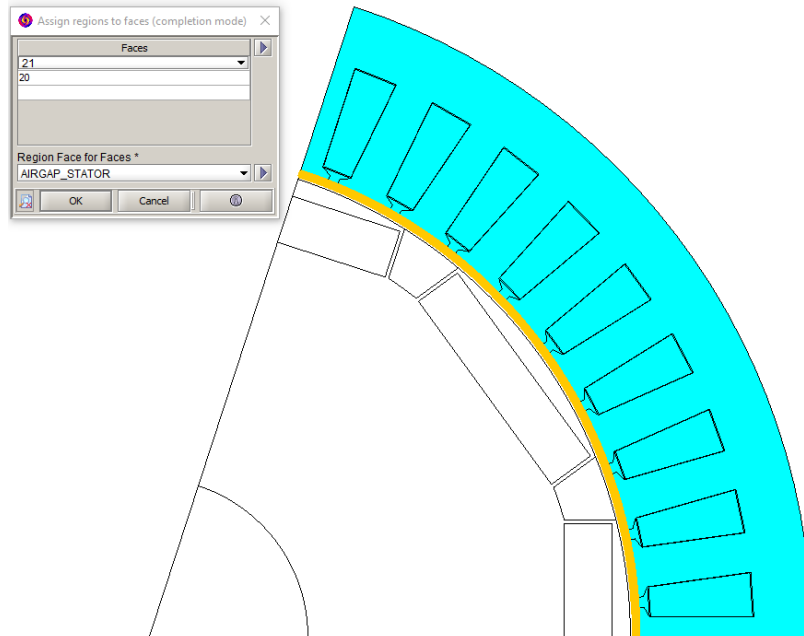 Assign regions to faces (completion mode)
Faces
21
20
Region Face for Faces *
AIRGAP_STATOR
OK Cancel